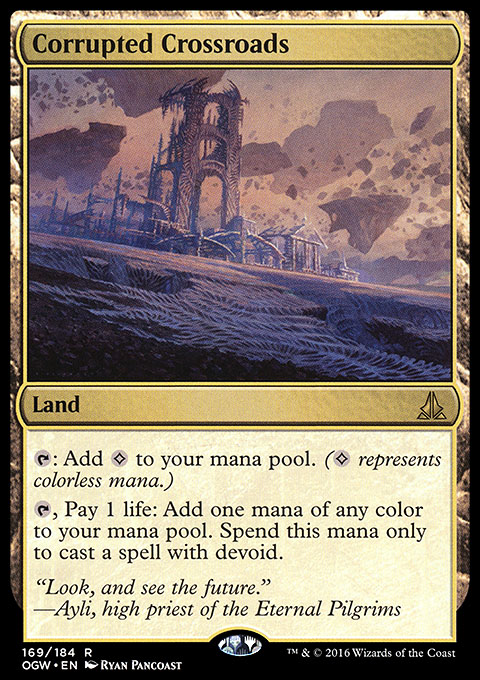 Corrupted Crossroads
Land
: Add to your mana pool. ( represents
colorless mana.)
, Pay 1 life: Add one mana of any color
to your mana pool. Spend this mana only
to cast a spell with devoid.
“Look, and see the future.”
—Ayli, high priest of the Eternal Pilgrims
169/184 R
OGW • EN RYAN PANCOAST
™ & © 2016 Wizards of the Coast